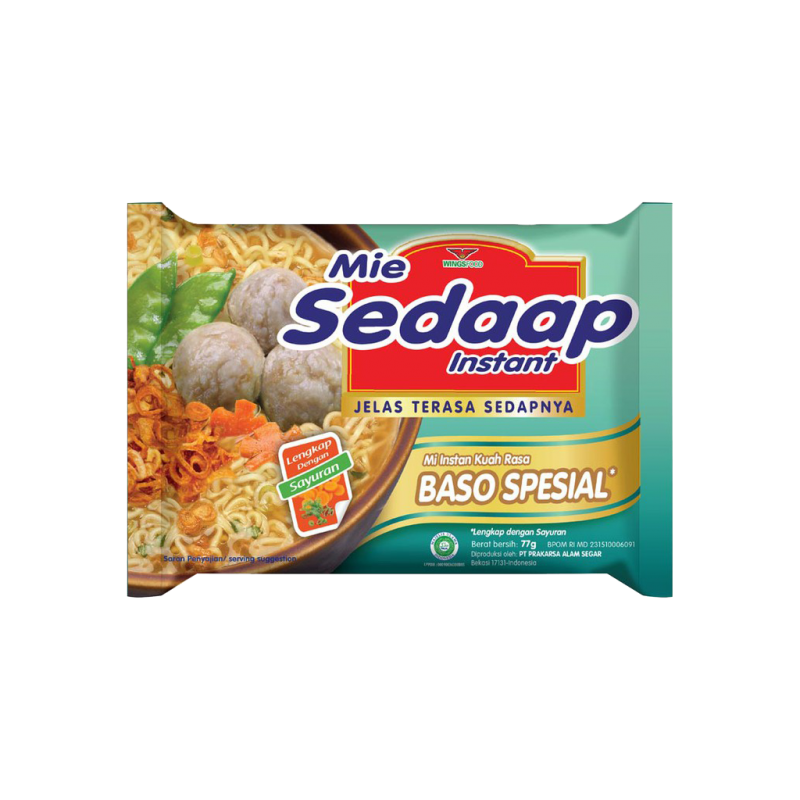 WINGSFOOD
Mie
Sedaap
Instant
JELAS TERASA SEDAPNYA
Mi Instan Kuah Rasa
BASO SPESIAL*
Lengkap
Dengan
Sayuran
*Lengkap dengan Sayuran
Berat bersih: 77g BPOM RI MD 231510006091
Diproduksi oleh: PT PRAKARSA ALAM SEGAR
Bekasi 17131-Indonesia
Saran Penyajian/ serving suggestion